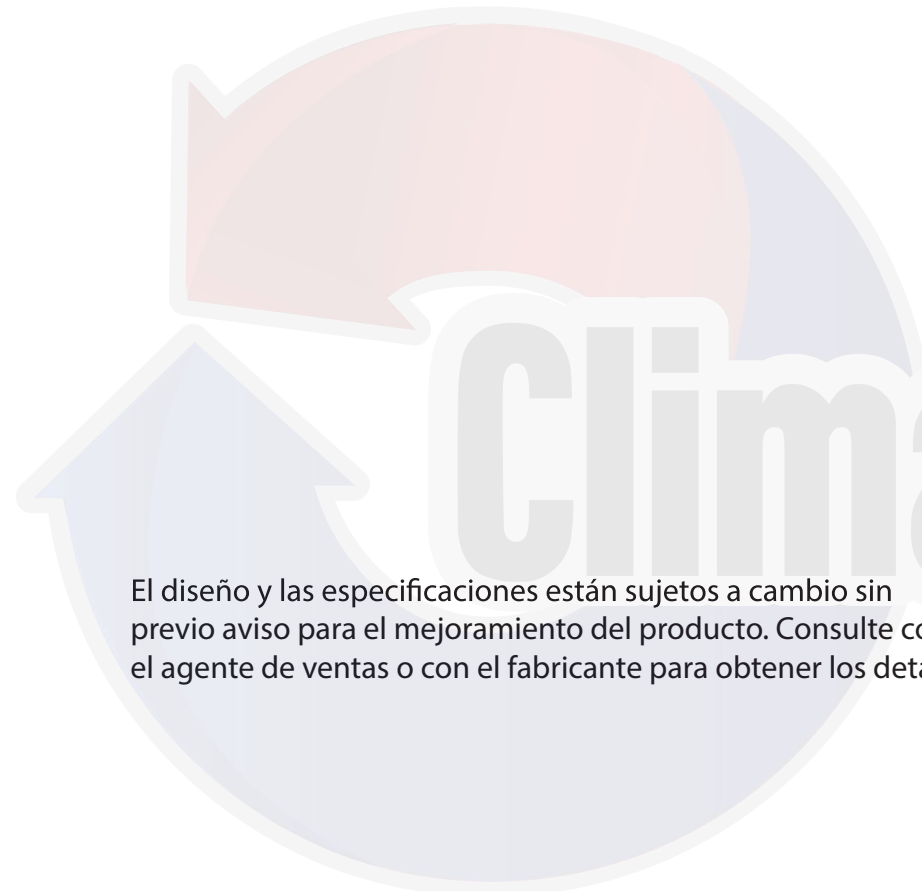 Clima
El diseño y las especificaciones están sujetos a cambio sin
previo aviso para el mejoramiento del producto. Consulte
el agente de ventas o con el fabricante para obtener los